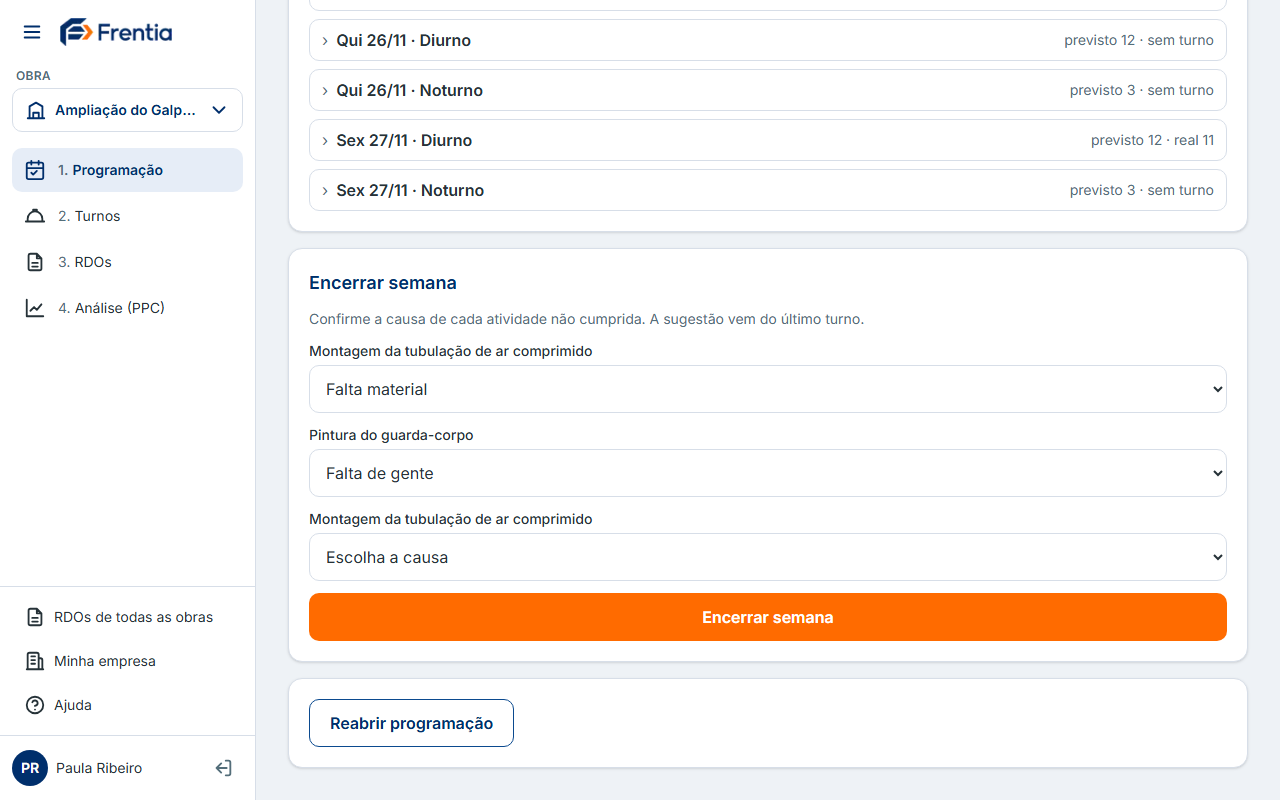 Frentia
OBRA
Ampliação do Galp...
1. Programação
2. Turnos
3. RDOs
4. Análise (PPC)
RDOs de todas as obras
Minha empresa
Ajuda
PR Paula Ribeiro
Qui 26/11 · Diurno previsto 12 · sem turno
Qui 26/11 · Noturno previsto 3 · sem turno
Sex 27/11 · Diurno previsto 12 · real 11
Sex 27/11 · Noturno previsto 3 · sem turno
Encerrar semana
Confirme a causa de cada atividade não cumprida. A sugestão vem do último turno.
Montagem da tubulação de ar comprimido
Falta material
Pintura do guarda-corpo
Falta de gente
Montagem da tubulação de ar comprimido
Escolha a causa
Encerrar semana
Reabrir programação